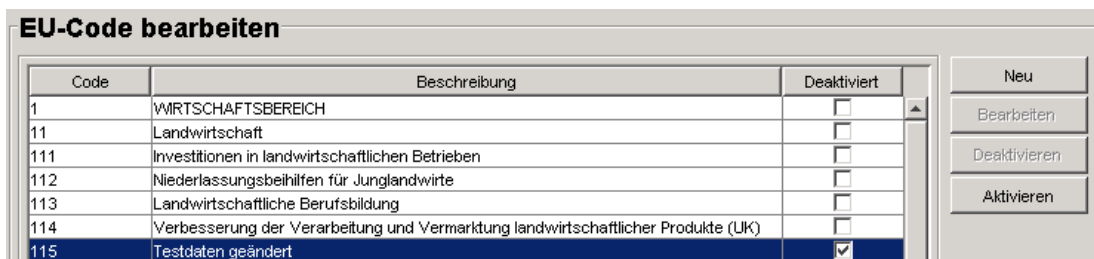 EU-Code bearbeiten
Code Beschreibung Deaktiviert
1 WIRTSCHAFTSBEREICH
11 Landwirtschaft
111 Investitionen in landwirtschaftlichen Betrieben
112 Niederlassungsbeihilfen für Junglandwirte
113 Landwirtschaftliche Berufsbildung
114 Verbesserung der Verarbeitung und Vermarktung landwirtschaftlicher Produkte (UK)
115 Testdaten geändert
Neu
Bearbeiten
Deaktivieren
Aktivieren